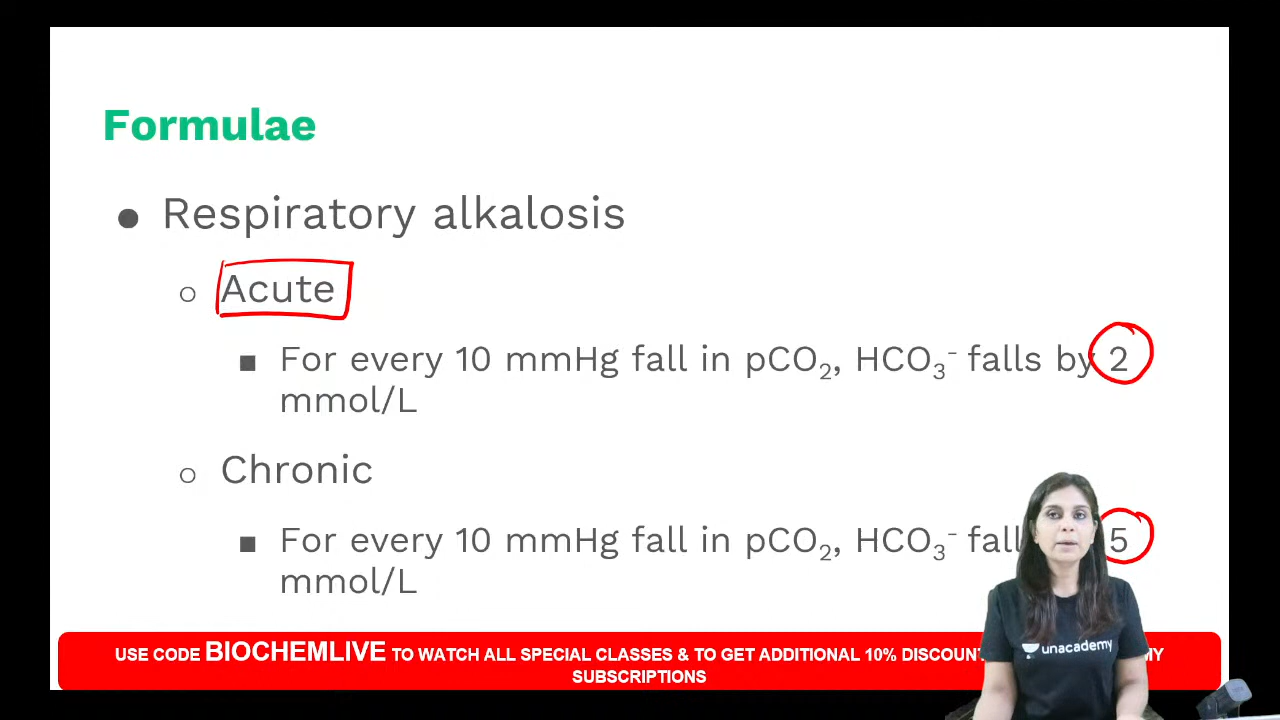 Formulae
● Respiratory alkalosis
○ Acute
■ For every 10 mmHg fall in pCO₂, HCO₃⁻ falls by 2
mmol/L
○ Chronic
■ For every 10 mmHg fall in pCO₂, HCO₃⁻ 5
mmol/L
unacademy
USE CODE BIOCHEMLIVE TO WATCH ALL SPECIAL CLASSES & TO GET ADDITIONAL 10% DISCOUNT
SUBSCRIPTIONS